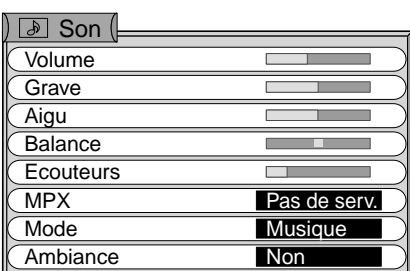 Son
Volume
Grave
Aigu
Balance
Ecouteurs
MPX Pas de serv.
Mode Musique
Ambiance Non